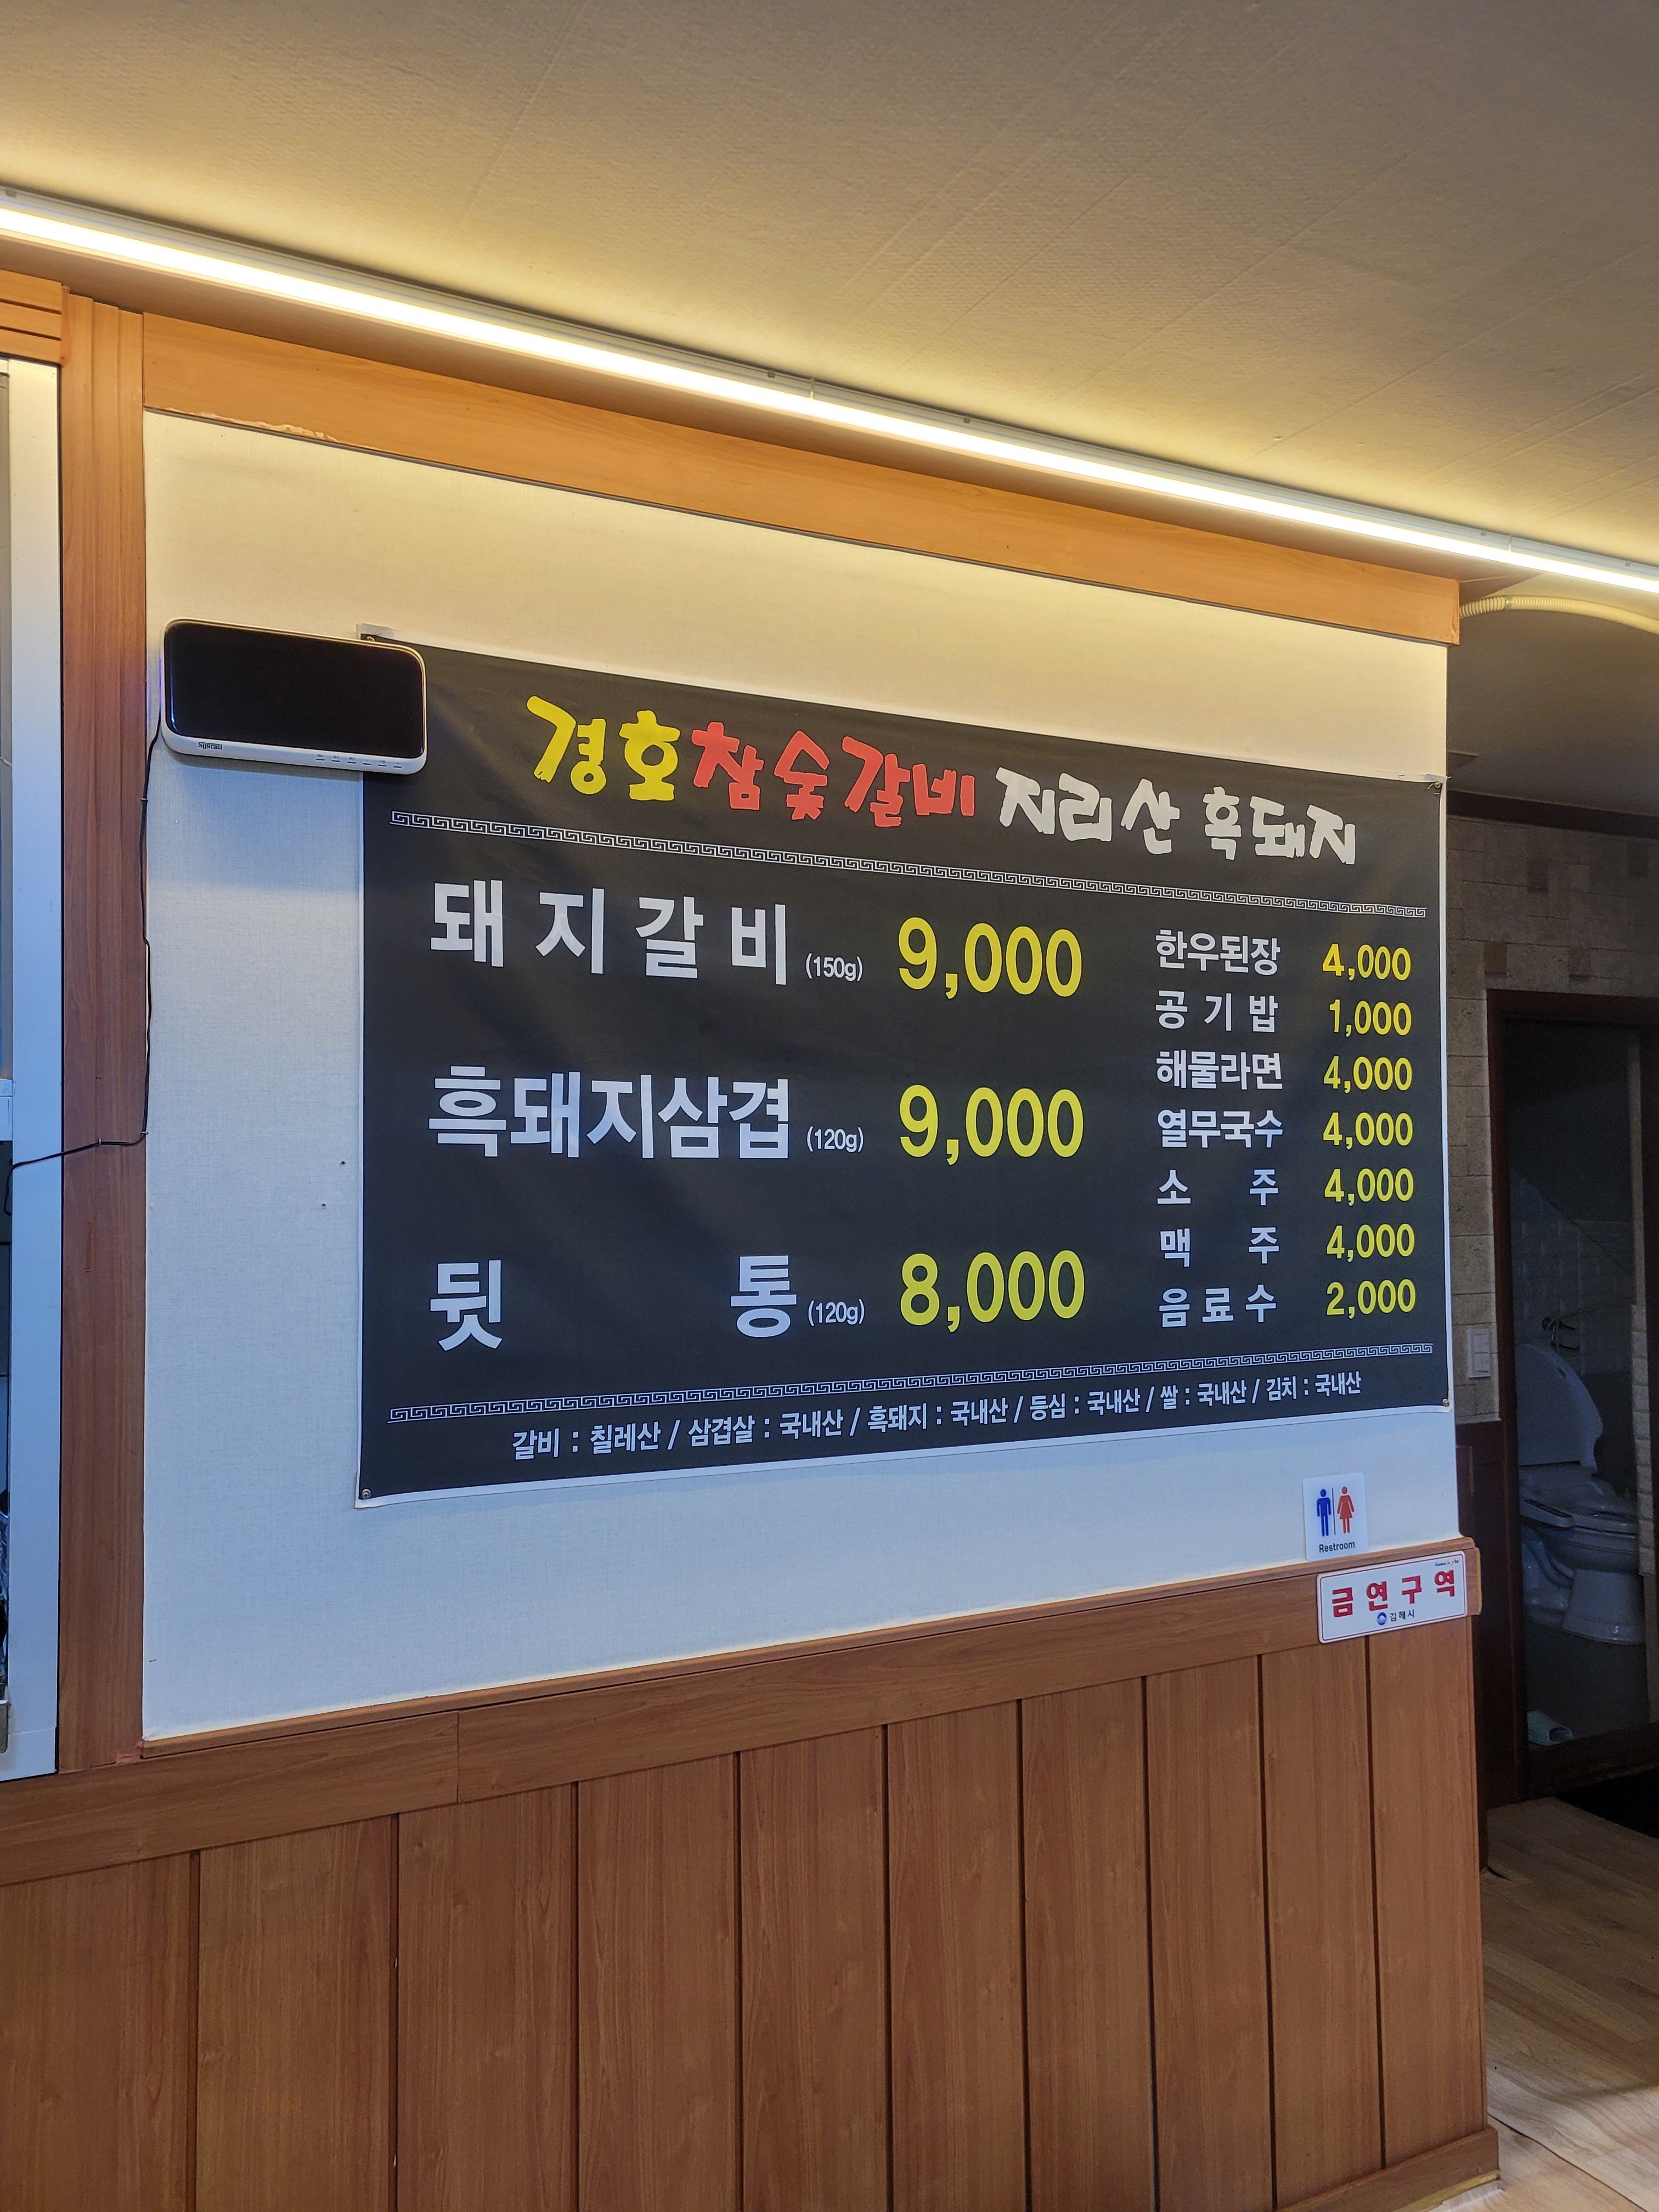 경호참숯갈비 지리산 흑돼지
돼지갈비 (150g) 9,000
흑돼지삼겹 (120g) 9,000
뒷통 (120g) 8,000
한우된장 4,000
공기밥 1,000
해물라면 4,000
열무국수 4,000
소주 4,000
맥주 4,000
음료수 2,000
갈비 : 칠레산 / 삼겹살 : 국내산 / 흑돼지 : 국내산 / 등심 : 국내산 / 쌀 : 국내산 / 김치 : 국내산
Restroom
금연구역
김해시